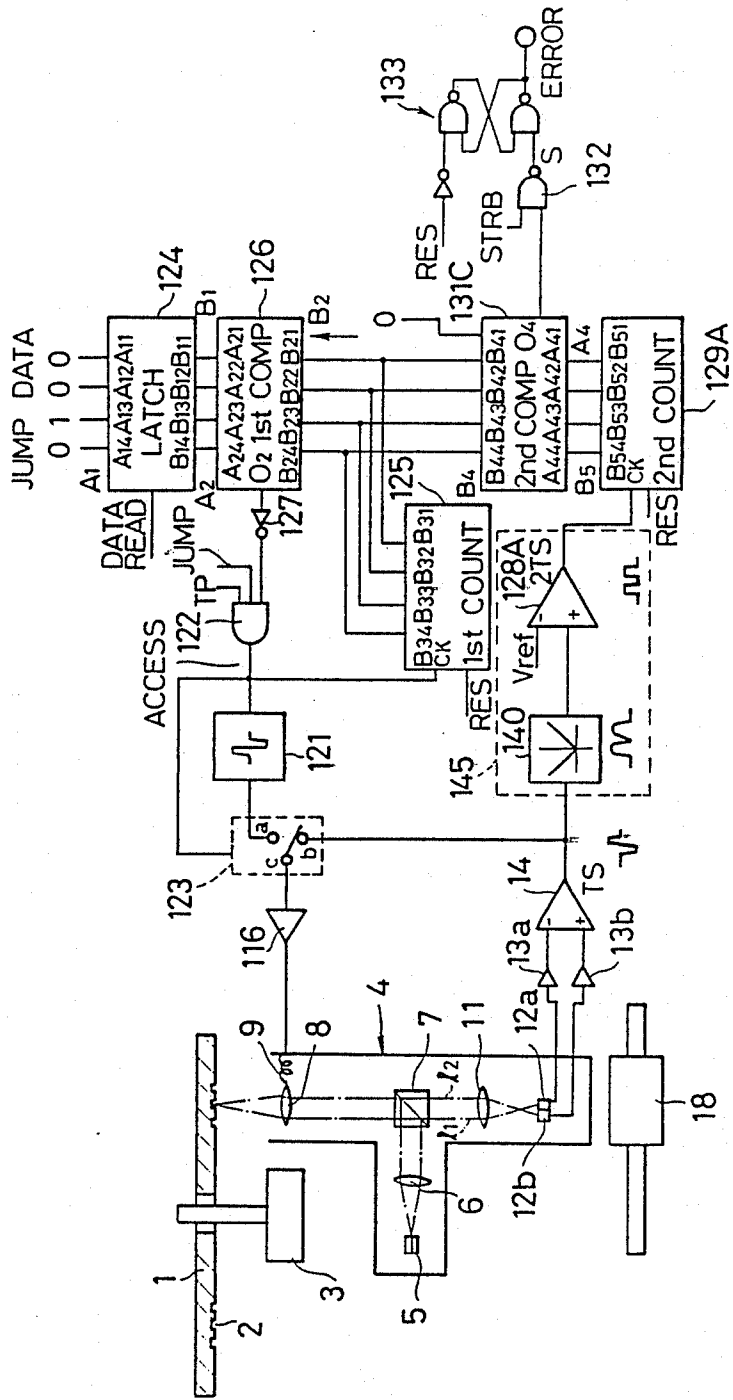 JUMP DATA
0 1 0 0
A1
DATA
READ
A14 A13 A12 A11
LATCH
B14 B13 B12 B11
124
B1
A2
A24 A23 A22 A21
O2 1st COMP
B24 B23 B22 B21
126
B2
127
JUMP
TP
122
ACCESS
121
123
a
b
c
116
125
B34 B33 B32 B31
CK
1st COUNT
RES
B4
0
131C
B44 B43 B42 B41
2nd COMP O4
A44 A43 A42 A41
A4
B5
B54 B53 B52 B51
CK
2nd COUNT
129A
RES
RES
133
ERROR
STRB
S
132
128A
2TS
Vref
-
+
140
145
14
TS
-
+
13a
13b
12a
12b
4
9
8
7
11
l2
l1
6
5
1
2
3
18